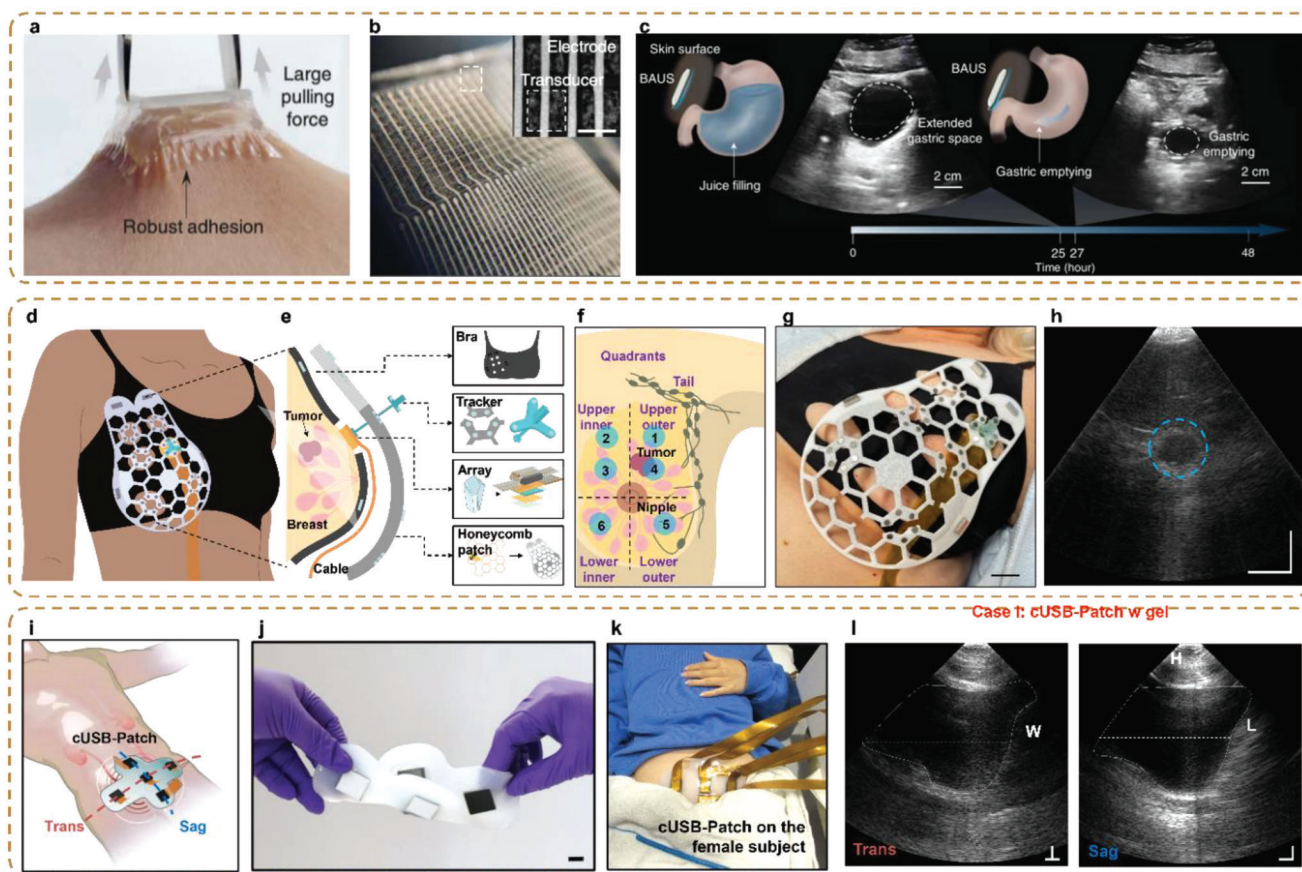 a
Large
pulling
force
Robust adhesion
b
Electrode
Transducer
c
Skin surface
BAUS
Juice filling
Extended
gastric space
2 cm
BAUS
Gastric emptying
Gastric
emptying
2 cm
0
25
27
48
Time (hour)
d
e
Tumor
Breast
Cable
Bra
Tracker
Array
Honeycomb
patch
f
Quadrants
Tail
Upper
inner
Upper
outer
2
1
Tumor
3
4
Nipple
6
5
Lower
inner
Lower
outer
g
h
i
cUSB-Patch
Trans
Sag
j
k
cUSB-Patch on the
female subject
Case I: cUSB-Patch w gel
l
W
Trans
H
L
Sag